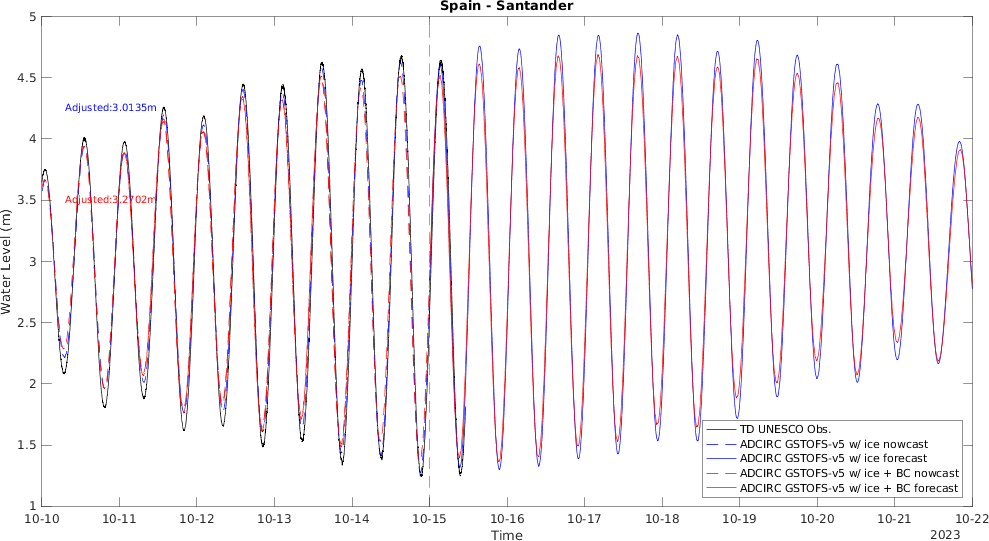 Spain - Santander
5
4.5
4
3.5
3
2.5
2
1.5
1
Water Level (m)
Adjusted:3.0135m
Adjusted:3.2702m
TD UNESCO Obs.
ADCIRC GSTOFS-v5 w/ ice nowcast
ADCIRC GSTOFS-v5 w/ ice forecast
ADCIRC GSTOFS-v5 w/ ice + BC nowcast
ADCIRC GSTOFS-v5 w/ ice + BC forecast
10-10 10-11 10-12 10-13 10-14 10-15 10-16 10-17 10-18 10-19 10-20 10-21 10-22
Time
2023